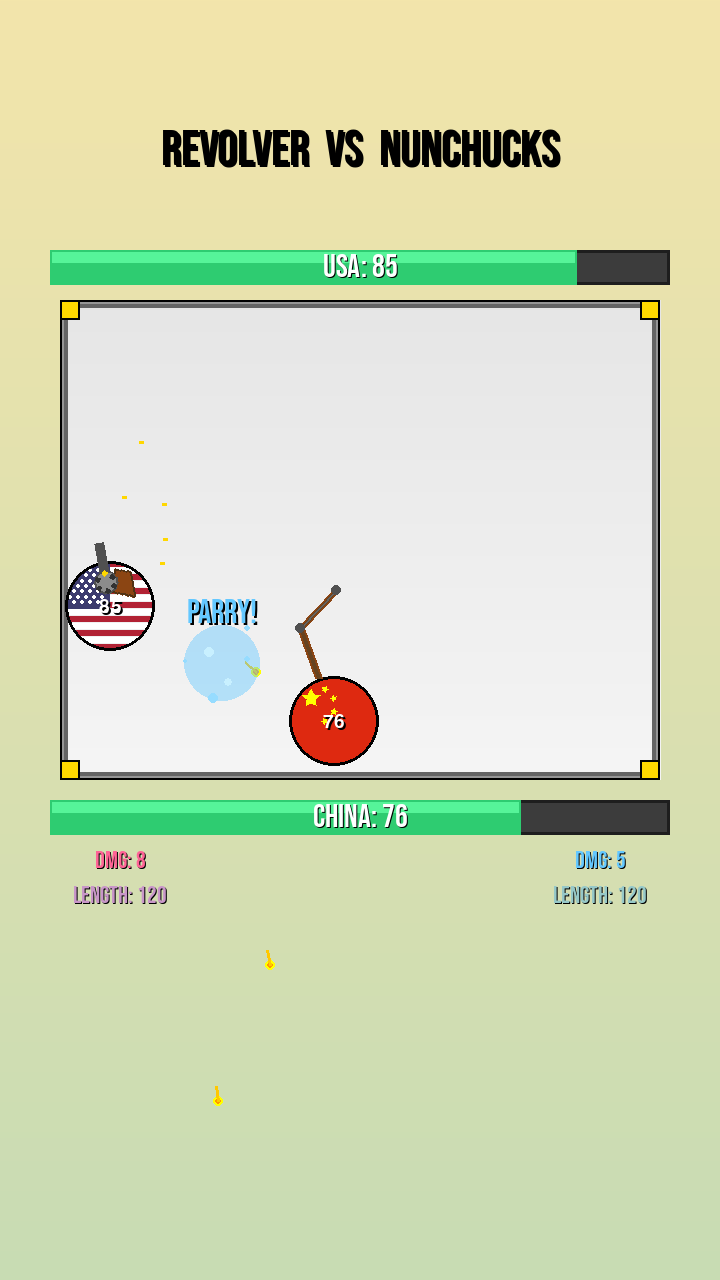 REVOLVER VS NUNCHUCKS
USA: 85
85
PARRY!
76
CHINA: 76
DMG: 8
DMG: 5
LENGTH: 120
LENGTH: 120